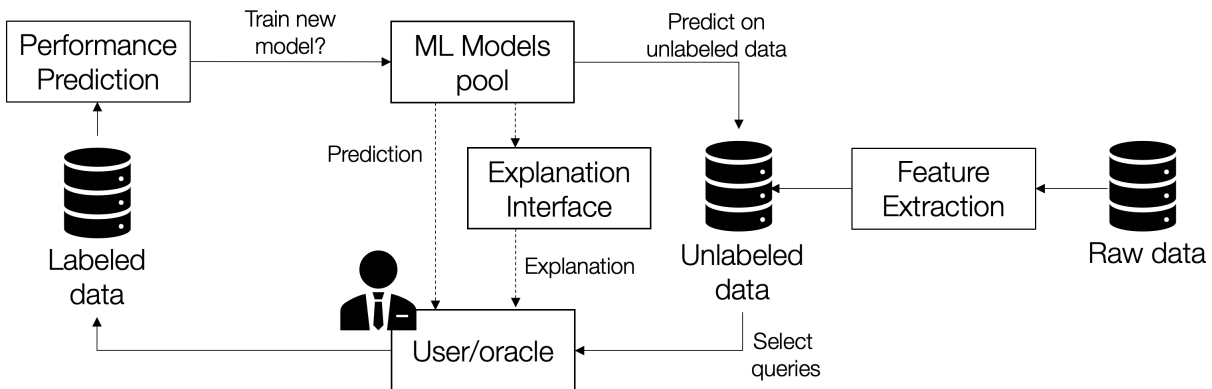 Train new
model?
Performance
Prediction
ML Models
pool
Predict on
unlabeled data
Prediction
Explanation
Interface
Feature
Extraction
Labeled
data
Explanation
Unlabeled
data
Raw data
User/oracle
Select
queries